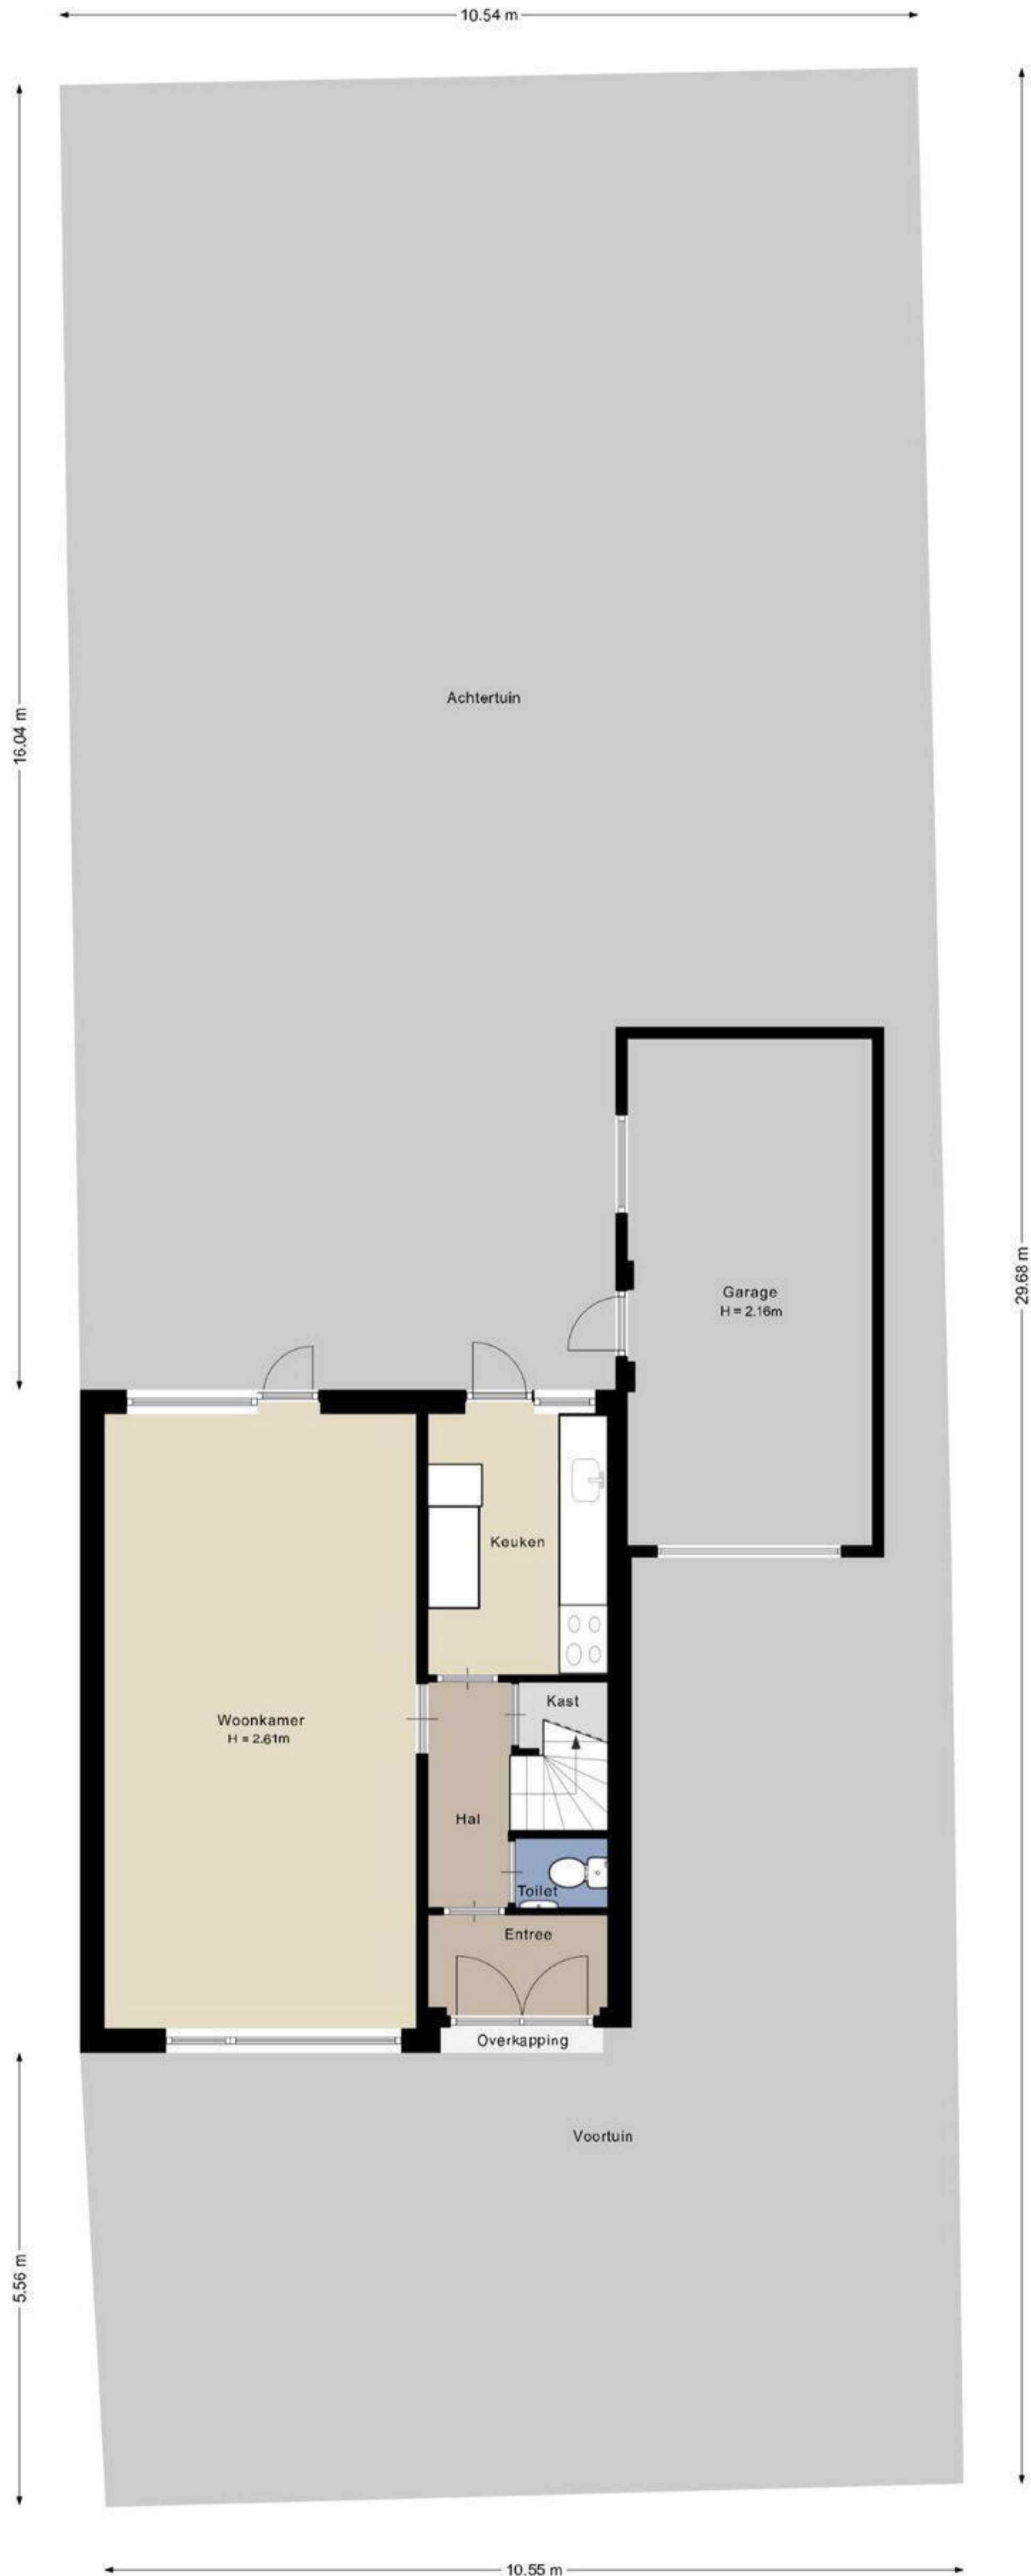 10.54 m
16.04 m
Achtertuin
29.68 m
Garage
H = 2.16m
Keuken
Kast
Woonkamer
H = 2.61m
Hal
Toilet
Entree
Overkapping
Voortuin
5.56 m
10.55 m